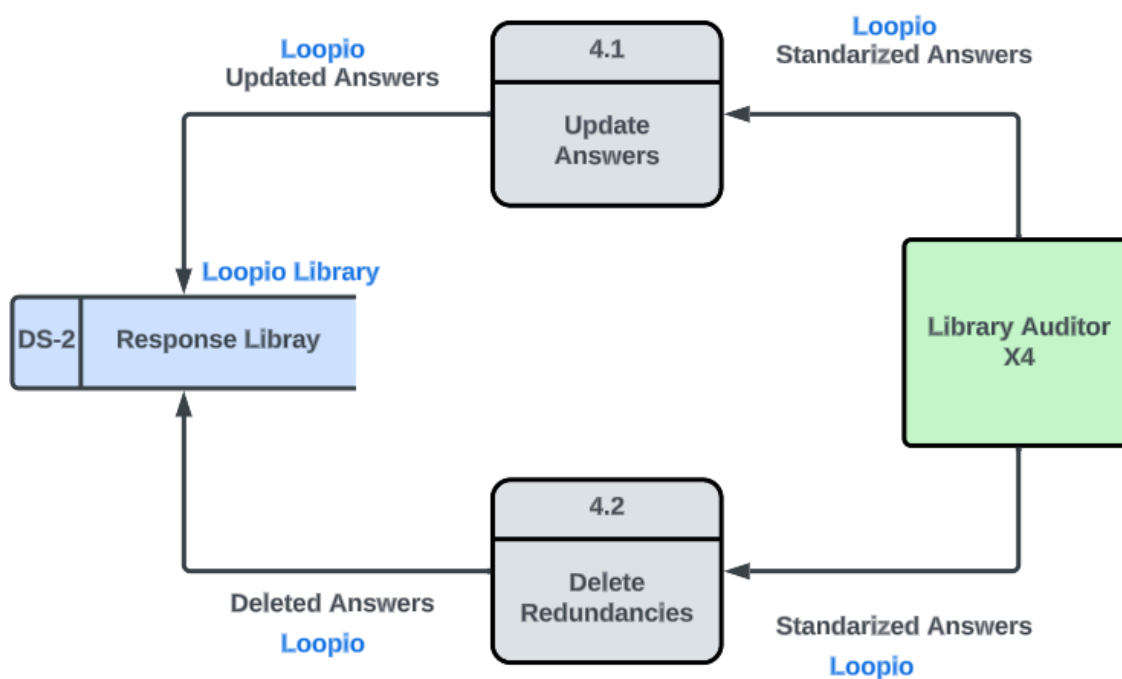 Loopio
Updated Answers
4.1
Update
Answers
Loopio
Standarized Answers
Loopio Library
DS-2
Response Libray
Library Auditor
X4
4.2
Delete
Redundancies
Deleted Answers
Loopio
Standarized Answers
Loopio